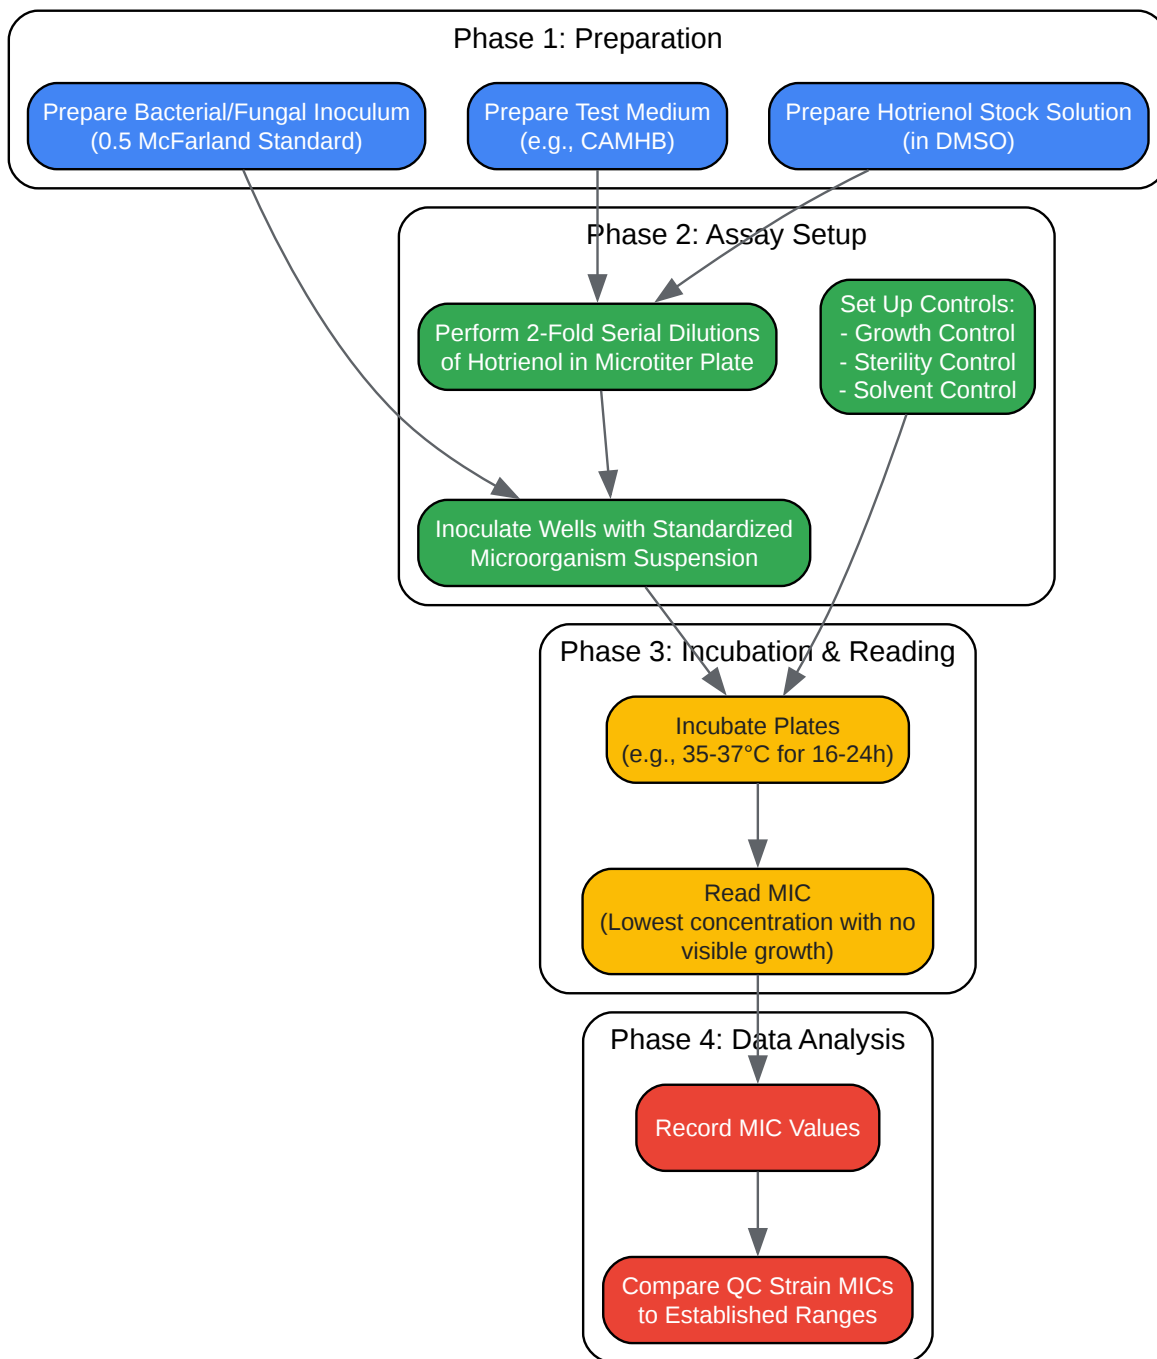 Phase 1: Preparation
Prepare Bacterial/Fungal Inoculum
(0.5 McFarland Standard)
Prepare Test Medium
(e.g., CAMHB)
Prepare Hotrienol Stock Solution
(in DMSO)
Phase 2: Assay Setup
Perform 2-Fold Serial Dilutions
of Hotrienol in Microtiter Plate
Set Up Controls:
- Growth Control
- Sterility Control
- Solvent Control
Inoculate Wells with Standardized
Microorganism Suspension
Phase 3: Incubation & Reading
Incubate Plates
(e.g., 35-37°C for 16-24h)
Read MIC
(Lowest concentration with no
visible growth)
Phase 4: Data Analysis
Record MIC Values
Compare QC Strain MICs
to Established Ranges